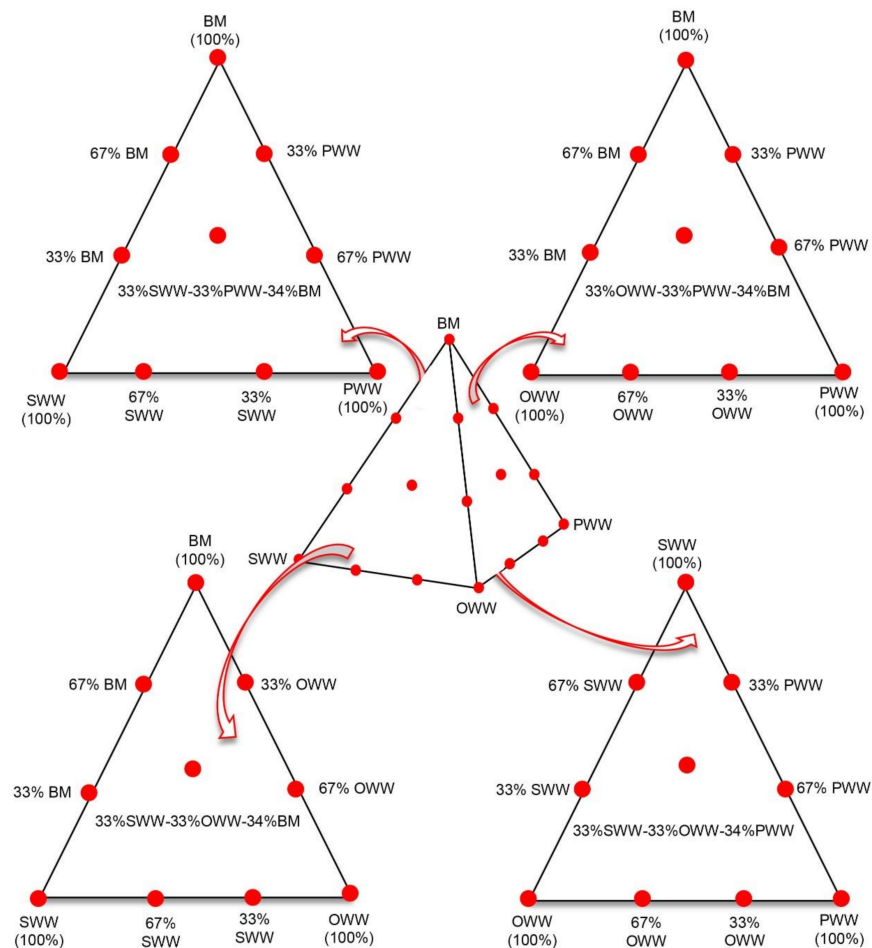 BM
(100%)
67% BM
33% PWW
33% BM
67% PWW
33%SWW-33%PWW-34%BM
SWW
(100%)
67%
SWW
33%
SWW
PWW
(100%)
BM
(100%)
67% BM
33% PWW
33% BM
67% PWW
33%OWW-33%PWW-34%BM
OWW
(100%)
67%
OWW
33%
OWW
PWW
(100%)
BM
SWW
PWW
OWW
BM
(100%)
67% BM
33% OWW
33% BM
67% OWW
33%SWW-33%OWW-34%BM
SWW
(100%)
67%
SWW
33%
SWW
OWW
(100%)
SWW
(100%)
67% SWW
33% PWW
33% SWW
67% PWW
33%SWW-33%OWW-34%PWW
OWW
(100%)
67%
OWW
33%
OWW
PWW
(100%)